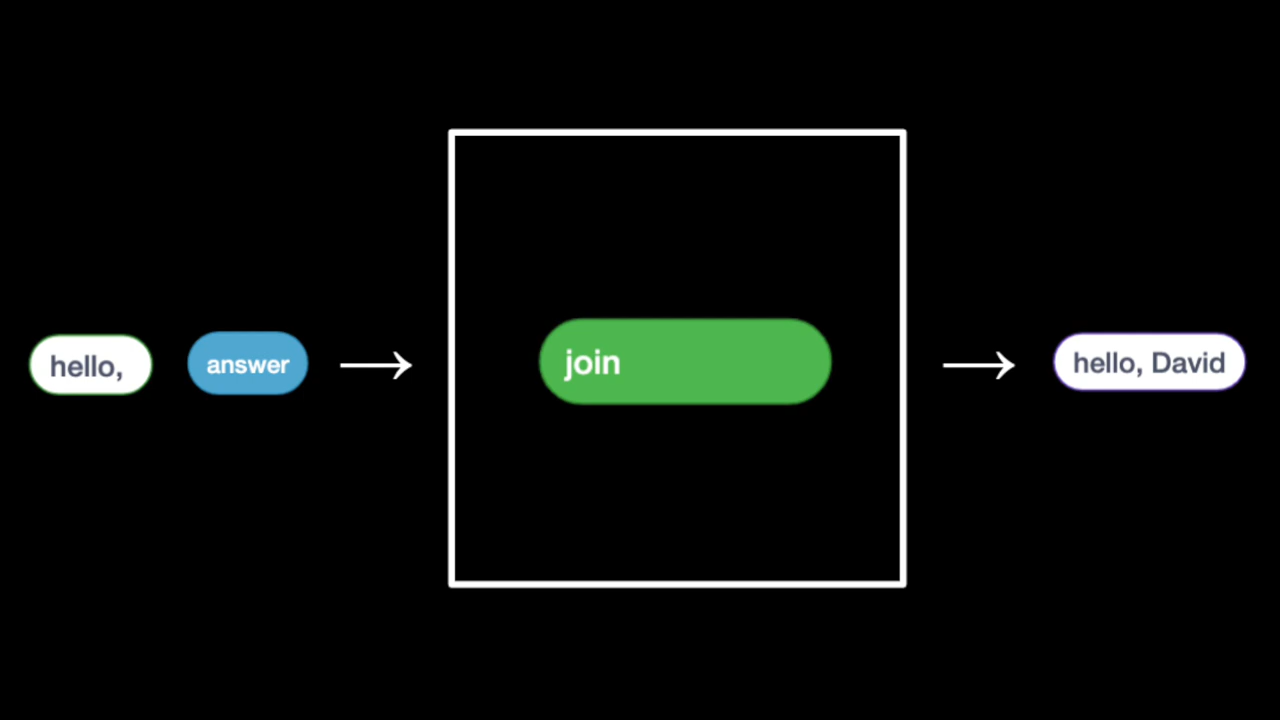 hello, answer → join → hello, David